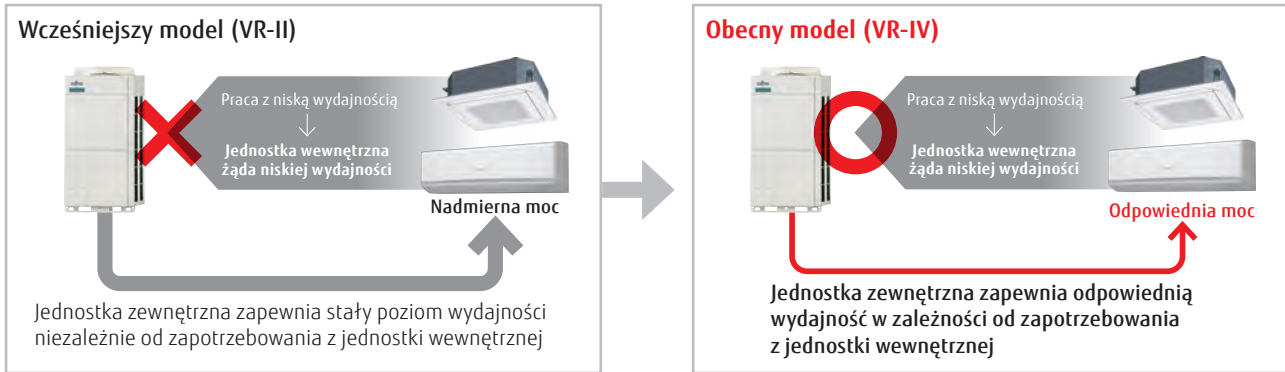 Wcześniejszy model (VR-II)
Praca z niską wydajnością
Jednostka wewnętrzna
żąda niskiej wydajności
Nadmierna moc
Jednostka zewnętrzna zapewnia stały poziom wydajności
niezależnie od zapotrzebowania z jednostki wewnętrznej
Obecny model (VR-IV)
Praca z niską wydajnością
Jednostka wewnętrzna
żąda niskiej wydajności
Odpowiednia moc
Jednostka zewnętrzna zapewnia odpowiednią
wydajność w zależności od zapotrzebowania
z jednostki wewnętrznej